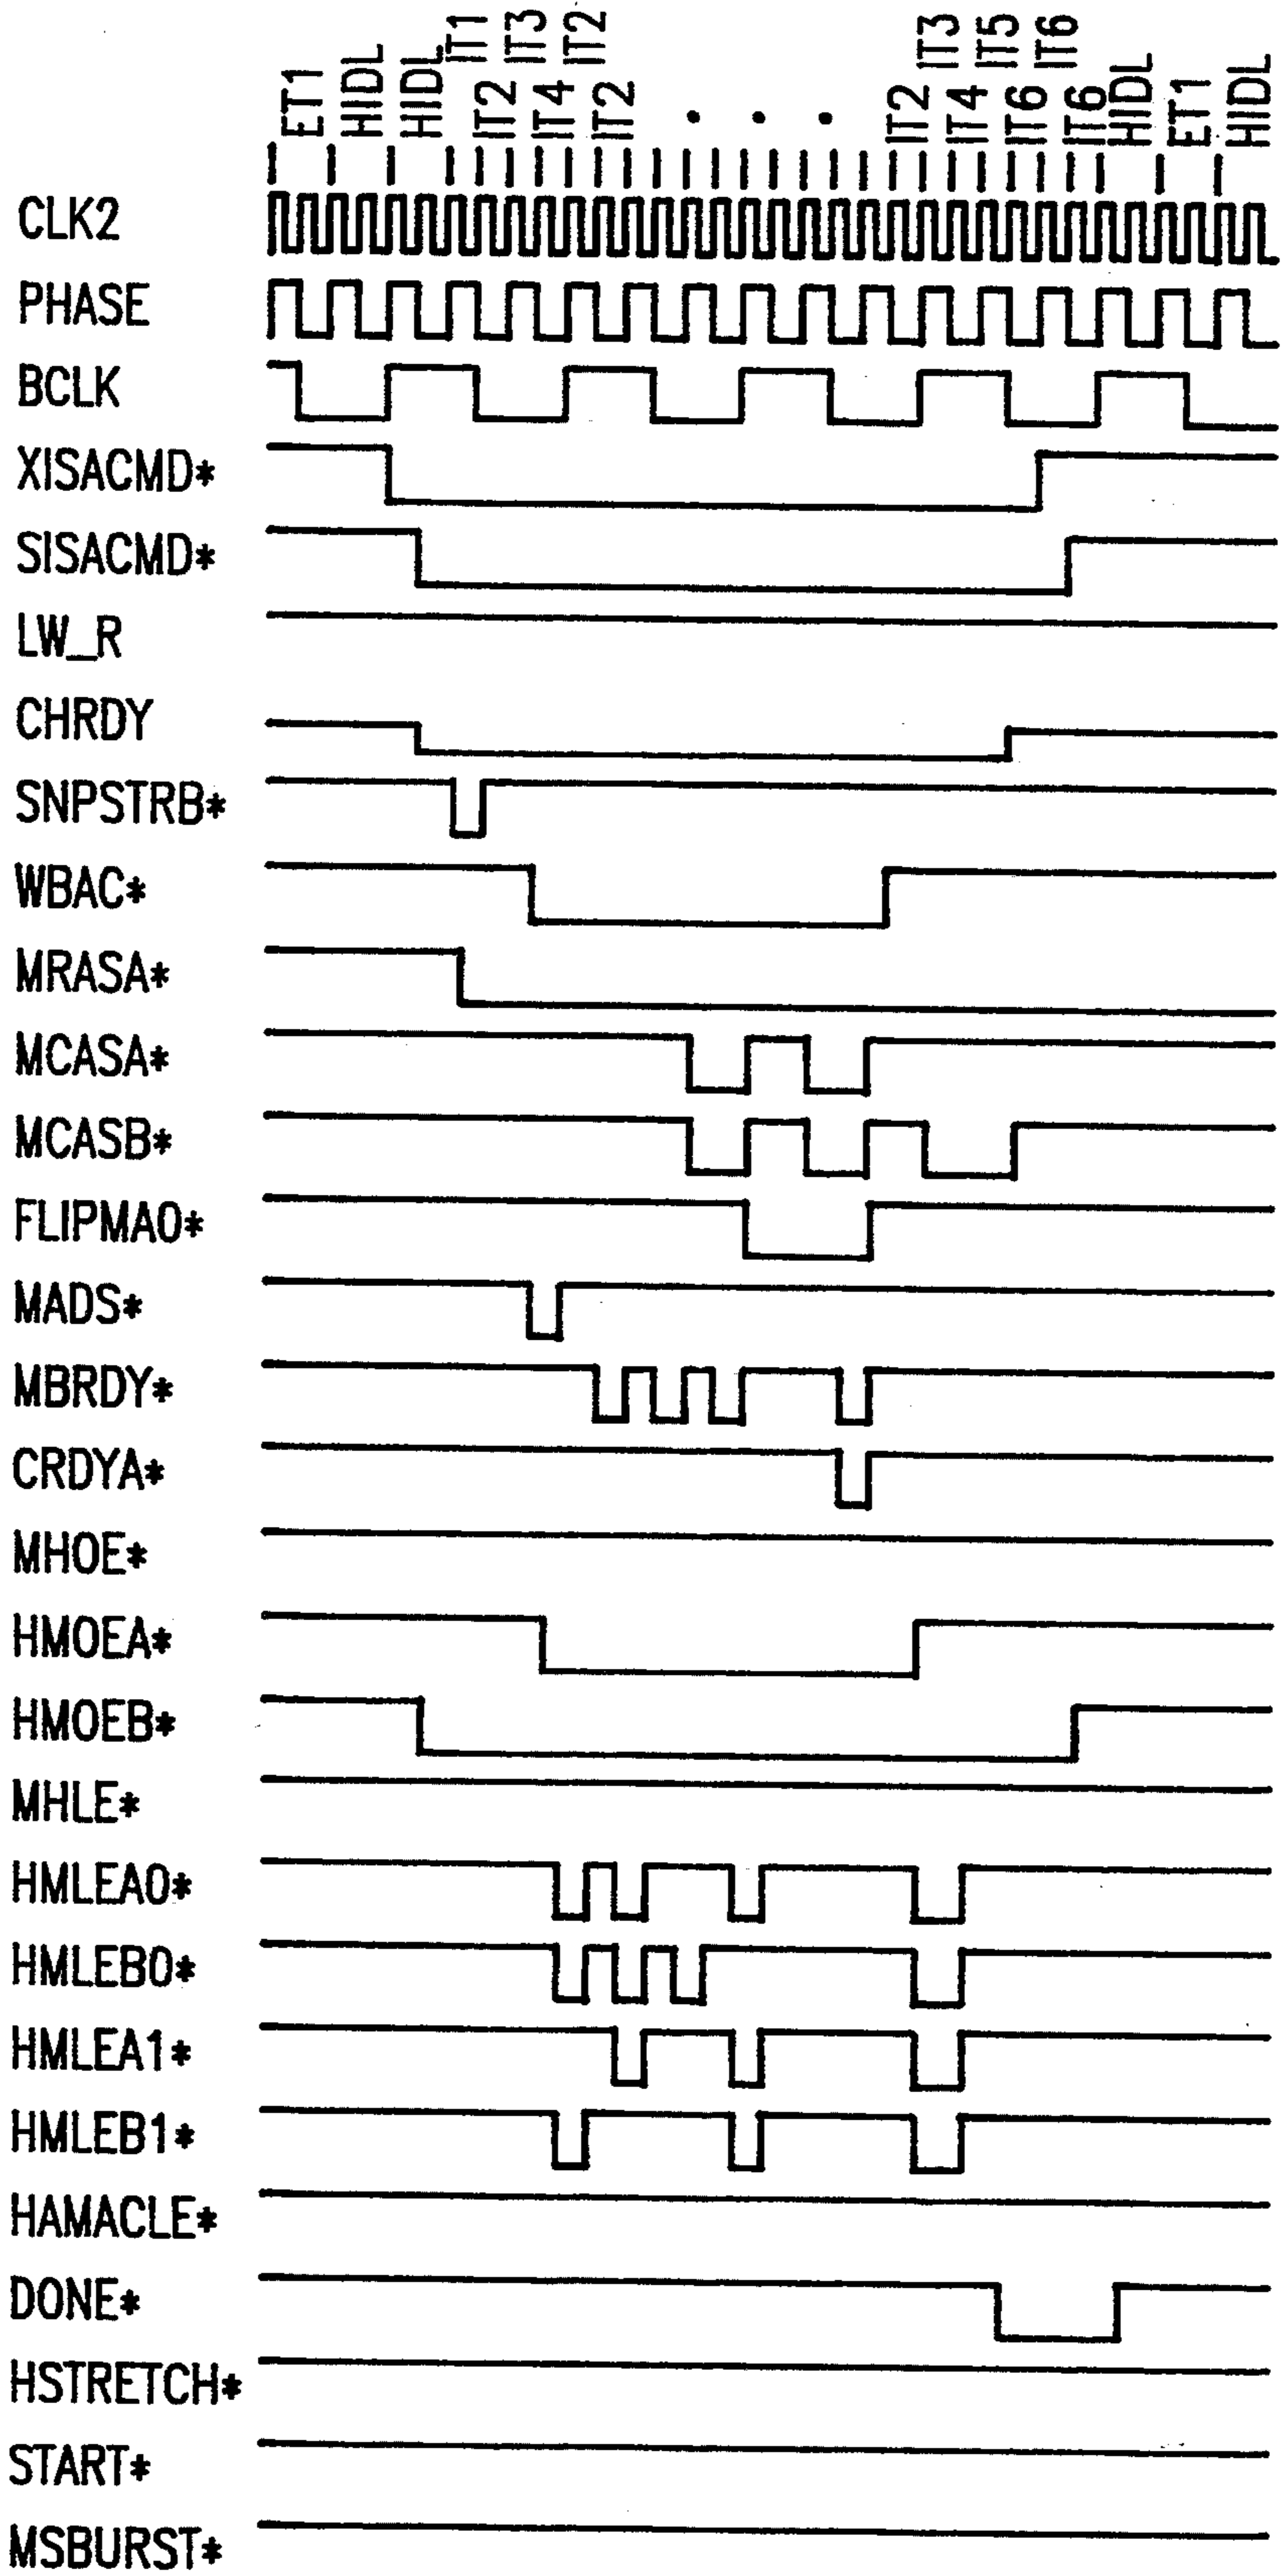 ET1 HIDL HIDL IT1 IT2 IT3 IT4 IT2 IT2 . . . IT2 IT3 IT4 IT5 IT6 IT6 IT6 HIDL ET1 HIDL
CLK2
PHASE
BCLK
XISACMD*
SISACMD*
LW_R
CHRDY
SNPSTRB*
WBAC*
MRASA*
MCASA*
MCASB*
FLIPMA0*
MADS*
MBRDY*
CRDYA*
MHOE*
HMOEA*
HMOEB*
MHLE*
HMLEA0*
HMLEB0*
HMLEA1*
HMLEB1*
HAMACLE*
DONE*
HSTRETCH*
START*
MSBURST*